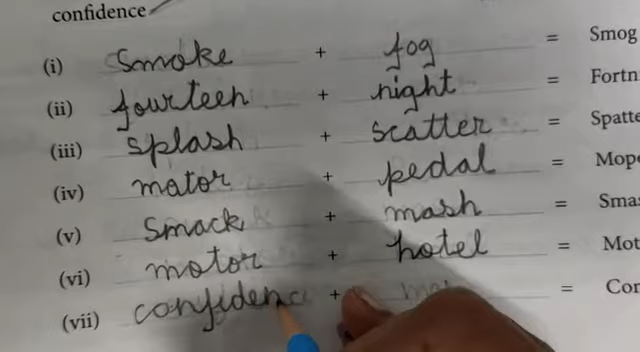 confidence
(i) Smoke + fog = Smog
(ii) fourteen + night = Fortn
(iii) splash + scatter = Spatte
(iv) motor + pedal = Mope
(v) Smack + mash = Smas
(vi) motor + hotel = Mot
(vii) confidenc + = Con